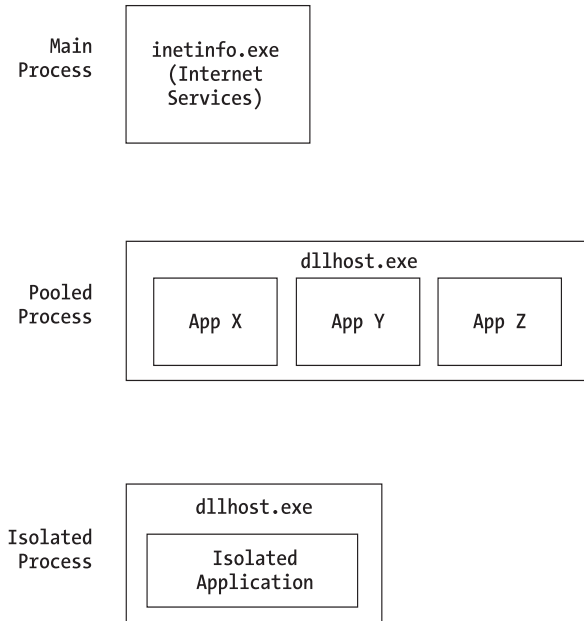 Main
Process
inetinfo.exe
(Internet
Services)
dllhost.exe
Pooled
Process
App X
App Y
App Z
dllhost.exe
Isolated
Process
Isolated
Application